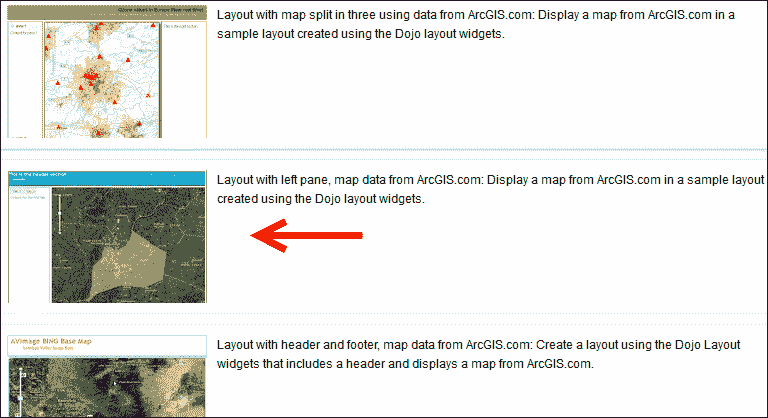 Layout with map split in three using data from ArcGIS.com: Display a map from ArcGIS.com in a
sample layout created using the Dojo layout widgets.
Layout with left pane, map data from ArcGIS.com: Display a map from ArcGIS.com in a sample layout
created using the Dojo layout widgets.
AVImage BING Base Map
Layout with header and footer, map data from ArcGIS.com: Create a layout using the Dojo Layout
widgets that includes a header and displays a map from ArcGIS.com.